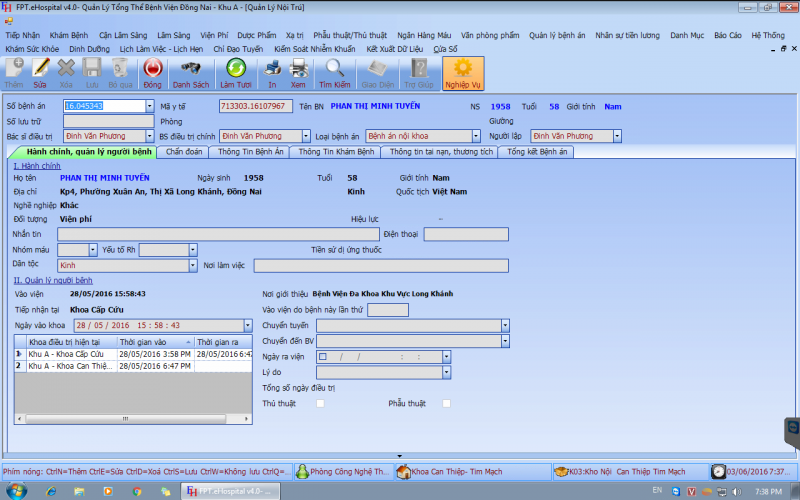 FPT.eHospital v4.0- Quản Lý Tổng Thể Bệnh Viện Đồng Nai - Khu A - [Quản Lý Nội Trú]
Tiếp Nhận Khám Bệnh Cận Lâm Sàng Lâm Sàng Viện Phí Dược Phẩm Xạ trị Phẫu thuật/Thủ thuật Ngân Hàng Máu Văn phòng phẩm Quản lý bệnh án Nhân sự tiền lương Danh Mục Báo Cáo Hệ Thống
Khám Sức Khỏe Dinh Dưỡng Lịch Làm Việc - Lịch Hẹn Chỉ Đạo Tuyến Kiểm Soát Nhiễm Khuẩn Kết Xuất Dữ Liệu Cửa Sổ
Thêm Sửa Xóa Lưu Bỏ qua Đóng Danh Sách Làm Tươi In Xem Tìm Kiếm Giao Diện Trợ Giúp Nghiệp Vụ
Số bệnh án 16.045343 Mã y tế 713303.16107967 Tên BN PHAN THỊ MINH TUYẾN NS 1958 Tuổi 58 Giới tính Nam
Số lưu trữ Phòng Giường
Bác sĩ điều trị Đinh Văn Phương BS điều trị chính Đinh Văn Phương Loại bệnh án Bệnh án nội khoa Người lập Đinh Văn Phương
Hành chính, quản lý người bệnh Chẩn đoán Thông Tin Bệnh Án Thông Tin Khám Bệnh Thông tin tai nạn, thương tích Tổng kết Bệnh án
I. Hành chính
Họ tên PHAN THỊ MINH TUYẾN Ngày sinh 1958 Tuổi 58 Giới tính Nam
Địa chỉ Kp4, Phường Xuân An, Thị Xã Long Khánh, Đồng Nai Kinh Quốc tịch Việt Nam
Nghề nghiệp Khác
Đối tượng Viện phí Hiệu lực –
Nhắn tin Điện thoại
Nhóm máu Yếu tố Rh Tiền sử dị ứng thuốc
Dân tộc Kinh Nơi làm việc
II. Quản lý người bệnh
Vào viện 28/05/2016 15:58:43 Nơi giới thiệu Bệnh Viện Đa Khoa Khu Vực Long Khánh
Tiếp nhận tại Khoa Cấp Cứu Vào viện do bệnh này lần thứ
Ngày vào khoa 28 / 05 / 2016 15 : 58 : 43 Chuyển tuyến
Khoa điều trị hiện tại Thời gian vào Thời gian ra Chuyển đến BV
1 Khu A - Khoa Cấp Cứu 28/05/2016 3:58 PM 28/05/2016 6:47 Ngày ra viện / / : :
2 Khu A - Khoa Can Thiệ... 28/05/2016 6:47 PM Lý do
Tổng số ngày điều trị
Thủ thuật Phẫu thuật
Phím nóng: CtrlN=Thêm CtrlE=Sửa CtrlD=Xoá CtrlS=Lưu CtrlW=Không lưu CtrlQ=... Phòng Công Nghệ Th... Khoa Can Thiệp- Tim Mạch K03:Kho Nội Can Thiệp Tim Mạch 03/06/2016 7:37...
FPT.eHospital v4.0- ... EN 7:38 PM